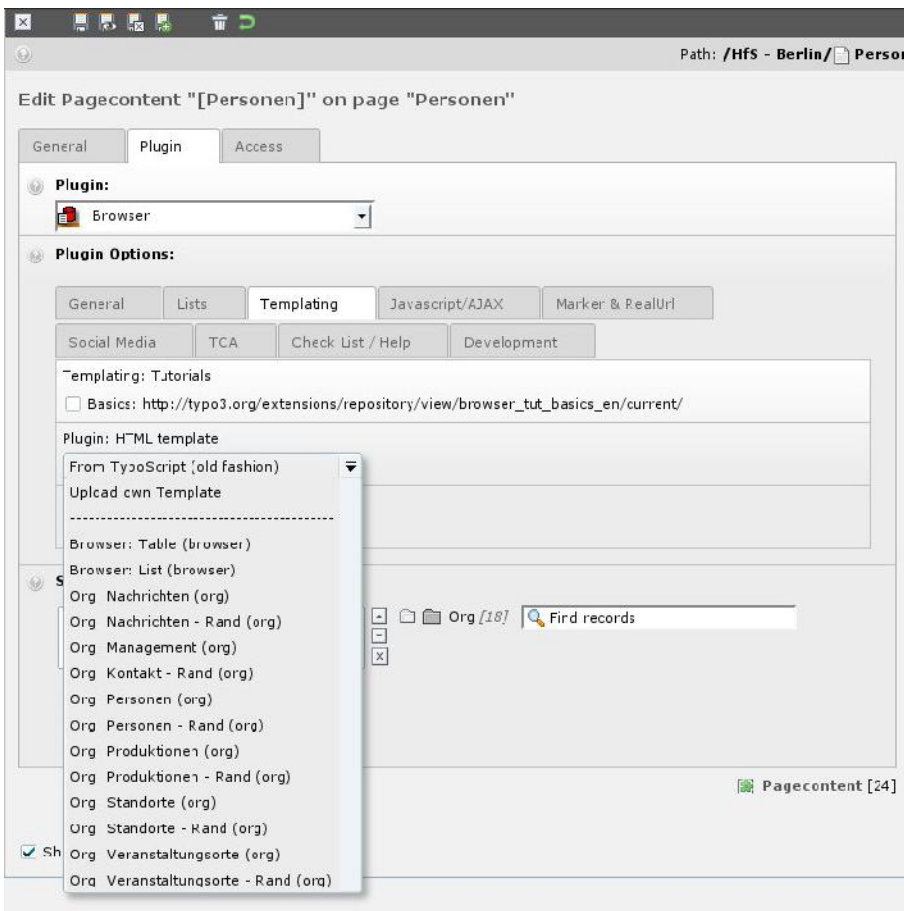 Path: /HfS - Berlin/ Person
Edit Pagecontent "[Personen]" on page "Personen"
General Plugin Access
Plugin:
Browser
Plugin Options:
General Lists Templating Javascript/AJAX Marker & RealUrl
Social Media TCA Check List / Help Development
Templating: Tutorials
Basics: http://typo3.org/extensions/repository/view/browser_tut_basics_en/current/
Plugin: HTML template
From TypoScript (old fashion)
Upload own Template
------------------------------------------
Browser: Table (browser)
Browser: List (browser)
S
Org Nachrichten (org)
Org [18] Find records
Org Nachrichten - Rand (org)
Org Management (org)
Org Kontakt - Rand (org)
Org Personen (org)
Org Personen - Rand (org)
Org Produktionen (org)
Org Produktionen - Rand (org)
Pagecontent [24]
Org Standorte (org)
Org Standorte - Rand (org)
Sh
Org Veranstaltungsorte (org)
Org Veranstaltungsorte - Rand (org)